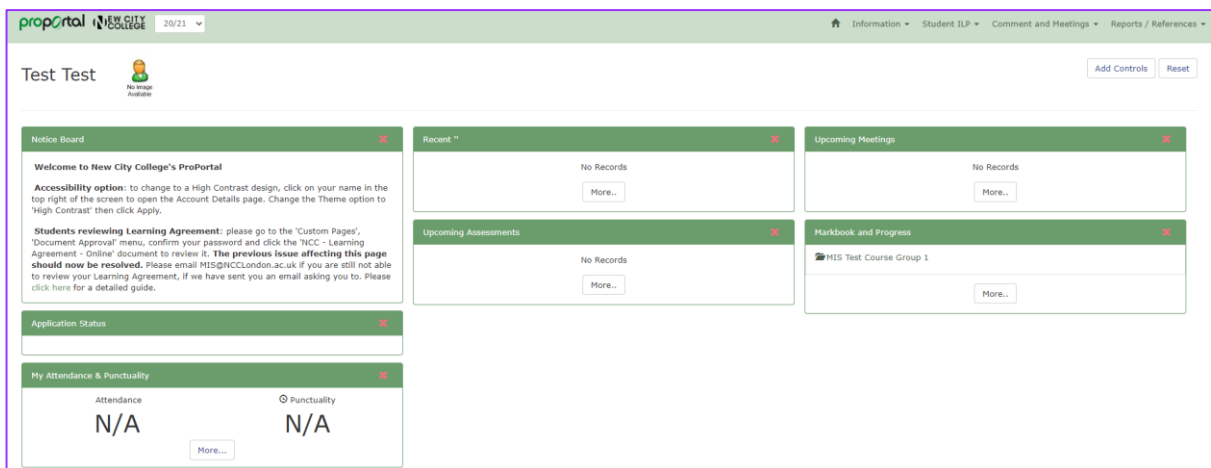 proportal NEW CITY COLLEGE 20/21
Information Student ILP Comment and Meetings Reports / References
Test Test
No Image
Available
Add Controls Reset
Notice Board
Welcome to New City College's ProPortal
Accessibility option: to change to a High Contrast design, click on your name in the
top right of the screen to open the Account Details page. Change the Theme option to
'High Contrast' then click Apply.
Students reviewing Learning Agreement: please go to the 'Custom Pages',
'Document Approval' menu, confirm your password and click the 'NCC - Learning
Agreement - Online' document to review it. The previous issue affecting this page
should now be resolved. Please email MIS@NCCLondon.ac.uk if you are still not able
to review your Learning Agreement, if we have sent you an email asking you to. Please
click here for a detailed guide.
Application Status
My Attendance & Punctuality
Attendance Punctuality
N/A N/A
More...
Recent "
No Records
More..
Upcoming Assessments
No Records
More..
Upcoming Meetings
No Records
More..
Markbook and Progress
MIS Test Course Group 1
More..